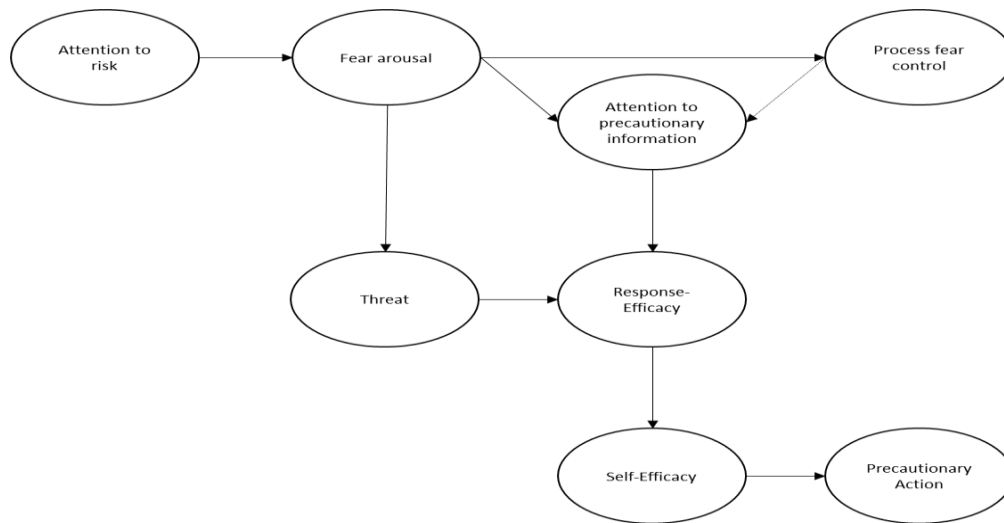 Attention to
risk
Fear arousal
Process fear
control
Attention to
precautionary
information
Threat
Response-
Efficacy
Self-Efficacy
Precautionary
Action